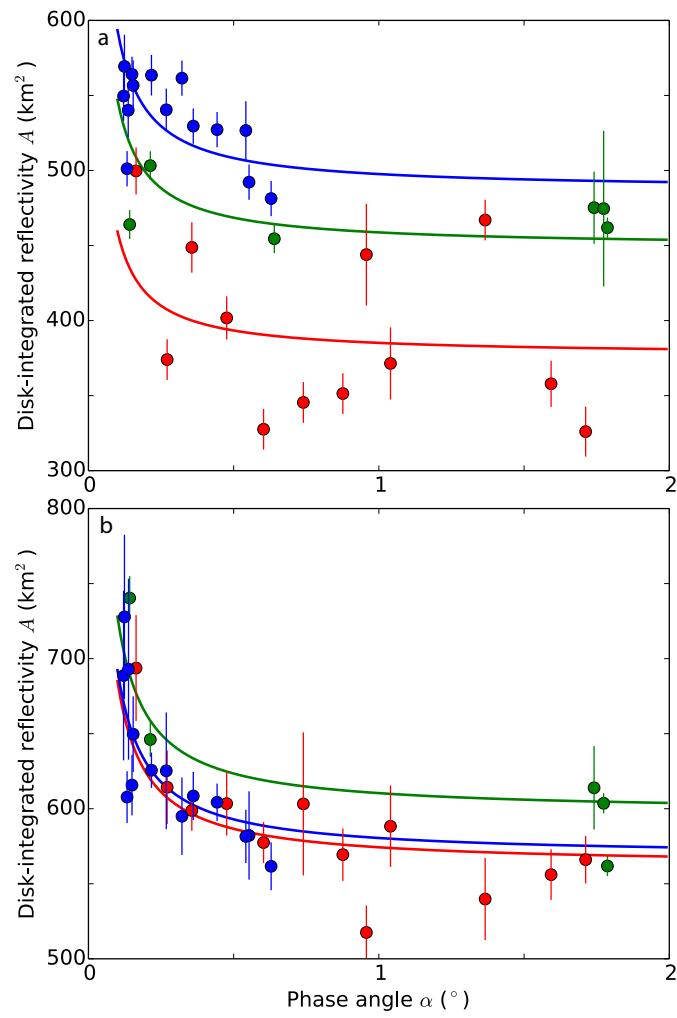 a
600
500
400
300
0
1
2
Disk-integrated reflectivity A (km²)
b
800
700
600
500
0
1
2
Disk-integrated reflectivity A (km²)
Phase angle α (°)